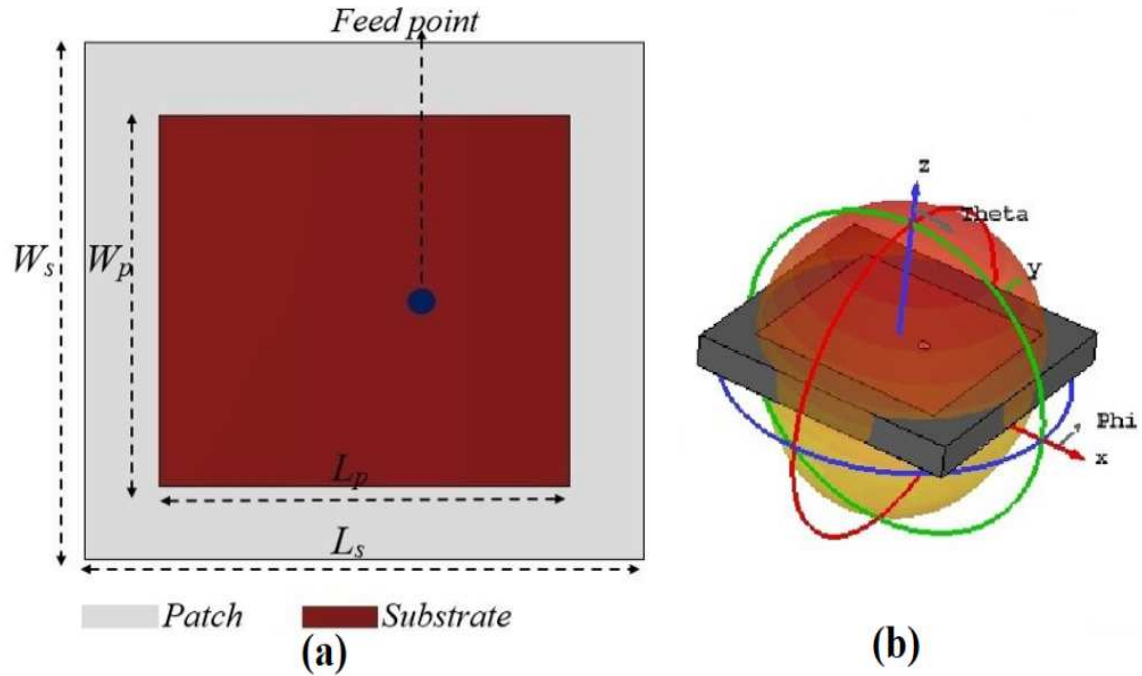 Feed point
W_s
W_p
L_p
L_s
Patch
Substrate
(a)
z
Theta
y
Phi
x
(b)